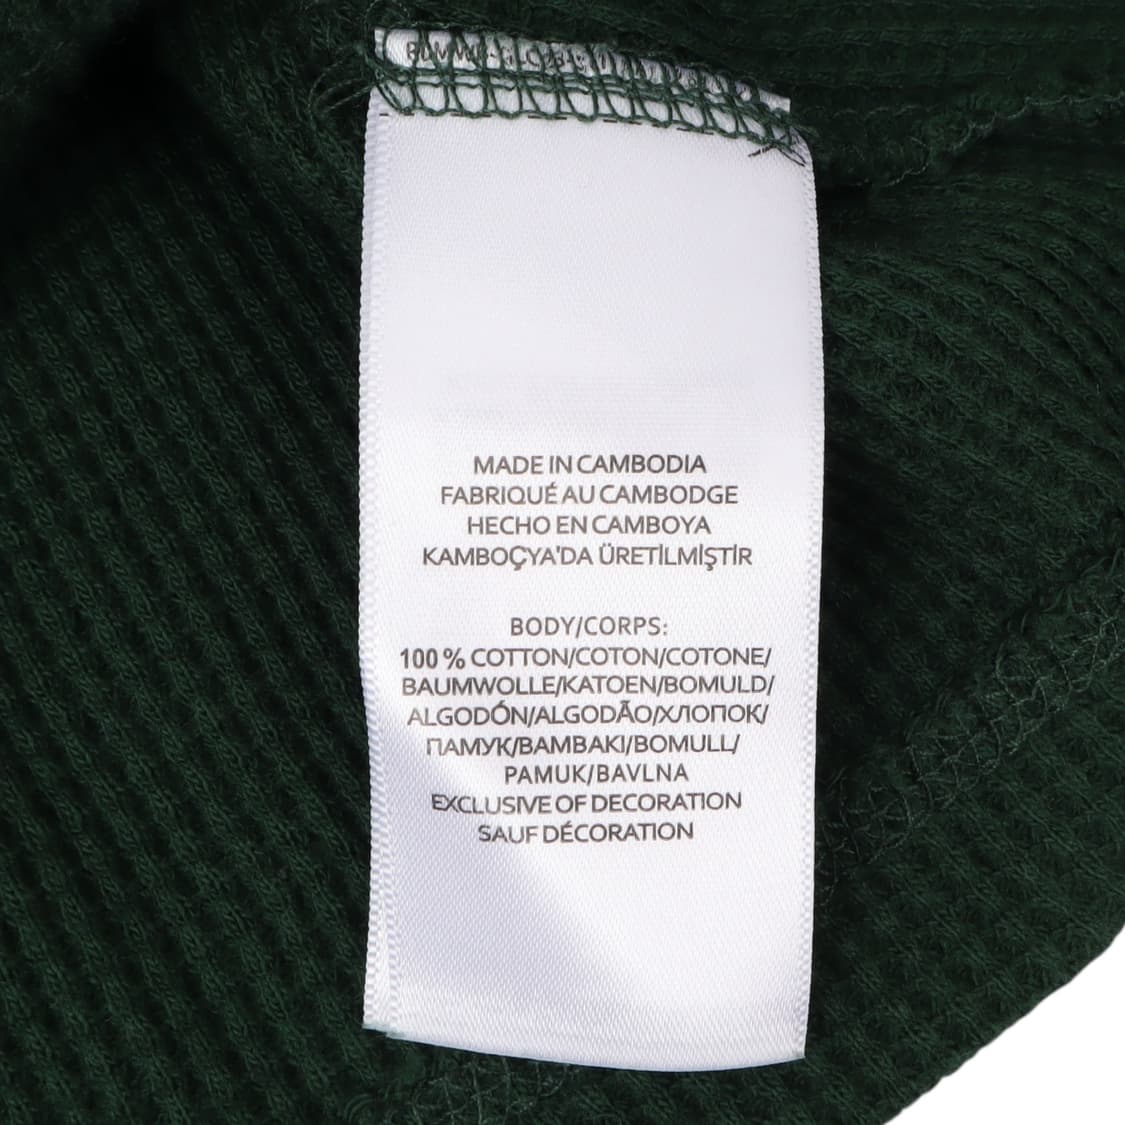 MADE IN CAMBODIA
FABRIQUÉ AU CAMBODGE
HECHO EN CAMBOYA
KAMBOÇYA'DA ÜRETİLMİŞTİR
BODY/CORPS:
100 % COTTON/COTON/COTONE/
BAUMWOLLE/KATOEN/BOMULD/
ALGODÓN/ALGODÃO/ХЛОПОК/
ПАМУК/BAMBAKI/BOMULL/
PAMUK/BAVLNA
EXCLUSIVE OF DECORATION
SAUF DÉCORATION